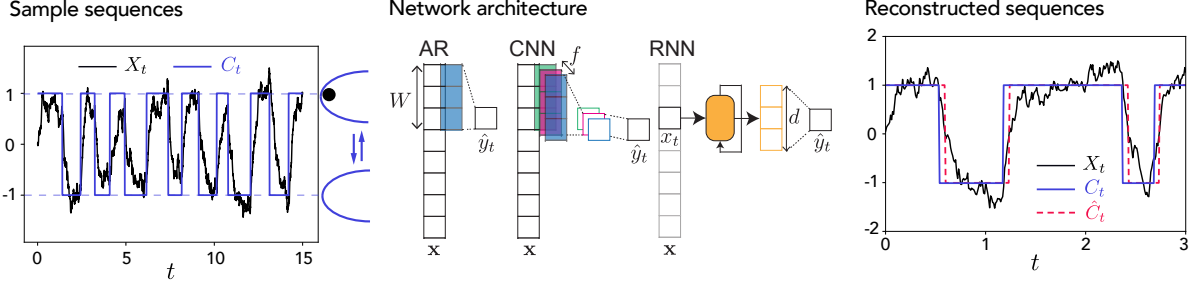 Sample sequences
X_t C_t
1
0
-1
0 5 10 15
t
Network architecture
AR CNN RNN
f
W
x_t
d
ŷ_t
ŷ_t
ŷ_t
x x x
Reconstructed sequences
2
1
0
-1
-2
X_t
C_t
Ĉ_t
0 1 2 3
t